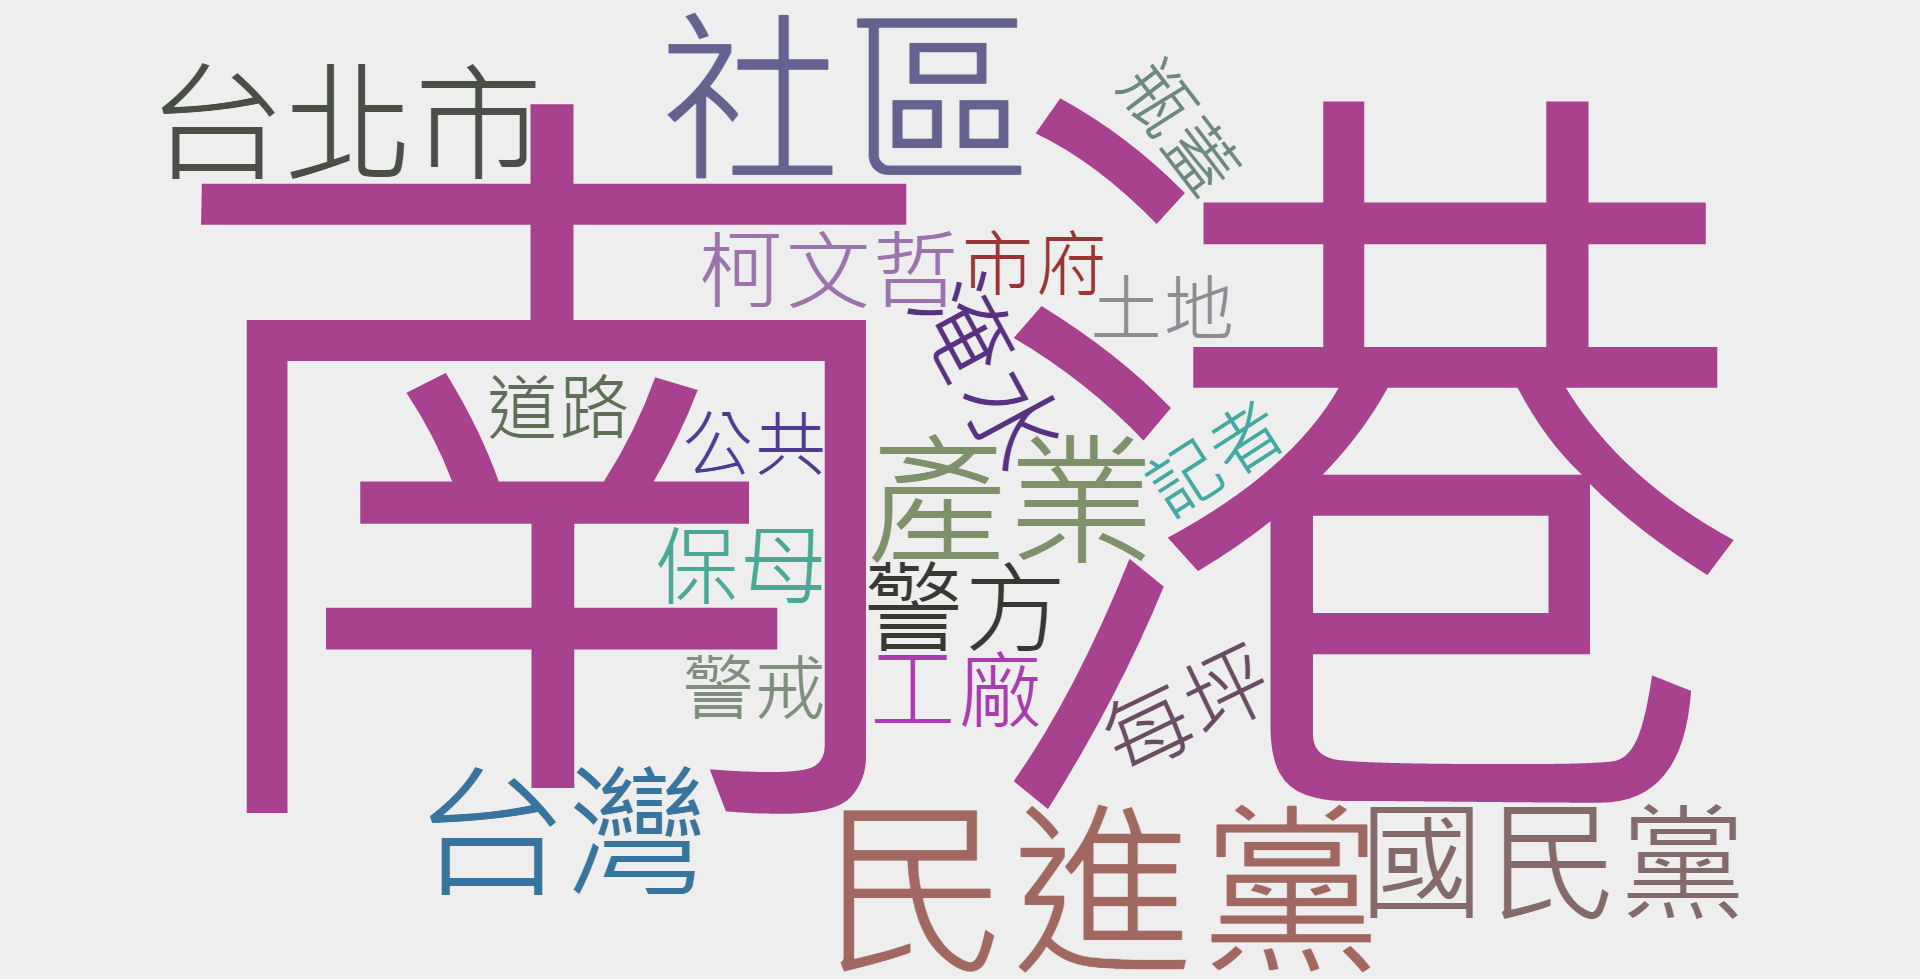 社區
台北市
瓶蓋
南港
柯文哲
市府
土地
淹水
道路
公共
記者
產業
保母
警方
警戒
工廠
每坪
台灣
民進黨
國民黨